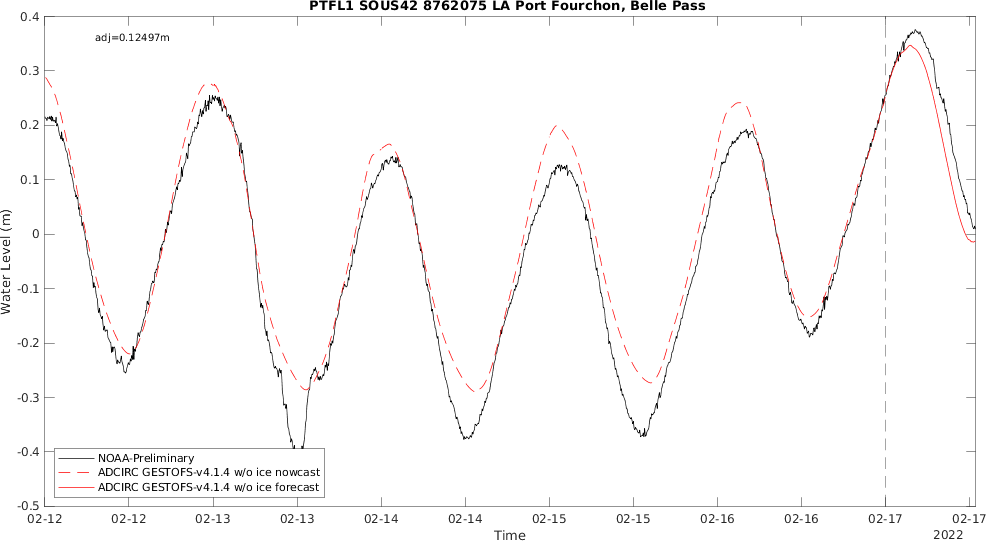 PTFL1 SOUS42 8762075 LA Port Fourchon, Belle Pass
adj=0.12497m
0.4
0.3
0.2
0.1
0
-0.1
-0.2
-0.3
-0.4
-0.5
Water Level (m)
NOAA-Preliminary
ADCIRC GESTOFS-v4.1.4 w/o ice nowcast
ADCIRC GESTOFS-v4.1.4 w/o ice forecast
02-12 02-12 02-13 02-13 02-14 02-14 02-15 02-15 02-16 02-16 02-17 02-17
Time
2022